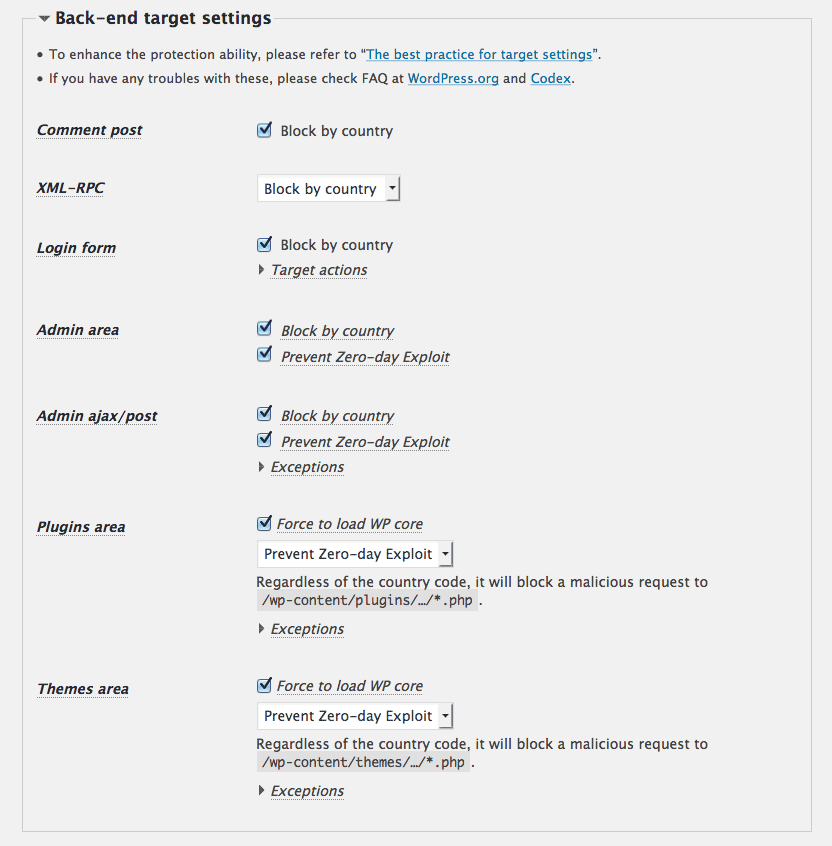 Back-end target settings
• To enhance the protection ability, please refer to “The best practice for target settings”.
• If you have any troubles with these, please check FAQ at WordPress.org and Codex.
Comment post
Block by country
XML-RPC
Block by country
Login form
Block by country
Target actions
Admin area
Block by country
Prevent Zero-day Exploit
Admin ajax/post
Block by country
Prevent Zero-day Exploit
Exceptions
Plugins area
Force to load WP core
Prevent Zero-day Exploit
Regardless of the country code, it will block a malicious request to
/wp-content/plugins/…/*.php .
Exceptions
Themes area
Force to load WP core
Prevent Zero-day Exploit
Regardless of the country code, it will block a malicious request to
/wp-content/themes/…/*.php .
Exceptions